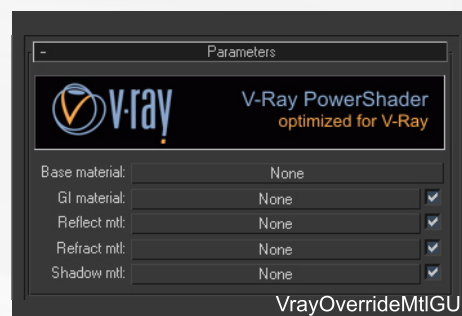 - Parameters
v·ray V-Ray PowerShader
optimized for V-Ray
Base material: None
GI material: None
Reflect mtl: None
Refract mtl: None
Shadow mtl: None
VrayOverrideMtlGU